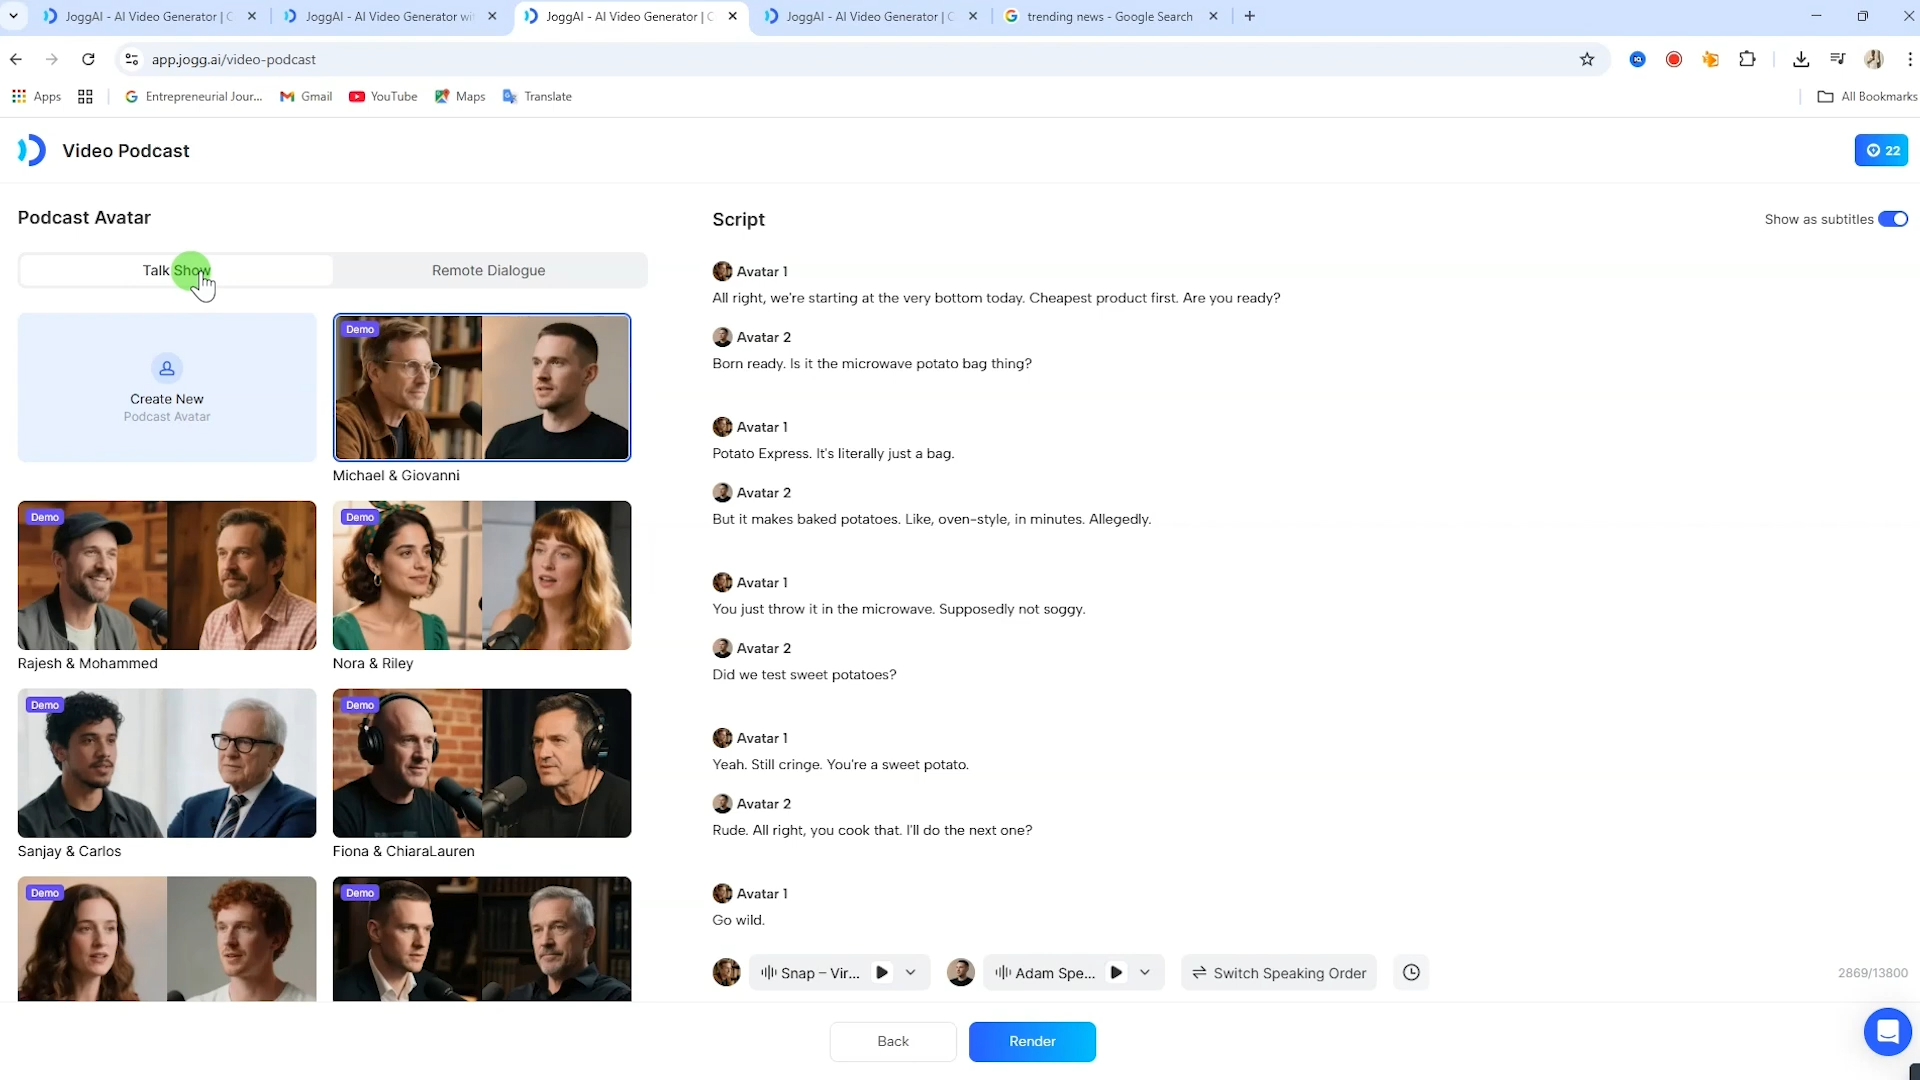 JoggAI - AI Video Generator | C
JoggAI - AI Video Generator wit
JoggAI - AI Video Generator | C
JoggAI - AI Video Generator | C
trending news - Google Search
app.jogg.ai/video-podcast
Apps
Entrepreneurial Jour...
Gmail
YouTube
Maps
Translate
All Bookmarks
Video Podcast
22
Podcast Avatar
Talk Show
Remote Dialogue
Create New
Podcast Avatar
Demo
Michael & Giovanni
Demo
Demo
Rajesh & Mohammed
Nora & Riley
Demo
Demo
Sanjay & Carlos
Fiona & ChiaraLauren
Demo
Demo
Script
Show as subtitles
Avatar 1
All right, we're starting at the very bottom today. Cheapest product first. Are you ready?
Avatar 2
Born ready. Is it the microwave potato bag thing?
Avatar 1
Potato Express. It's literally just a bag.
Avatar 2
But it makes baked potatoes. Like, oven-style, in minutes. Allegedly.
Avatar 1
You just throw it in the microwave. Supposedly not soggy.
Avatar 2
Did we test sweet potatoes?
Avatar 1
Yeah. Still cringe. You're a sweet potato.
Avatar 2
Rude. All right, you cook that. I'll do the next one?
Avatar 1
Go wild.
Snap – Vir...
Adam Spe...
Switch Speaking Order
2869/13800
Back
Render